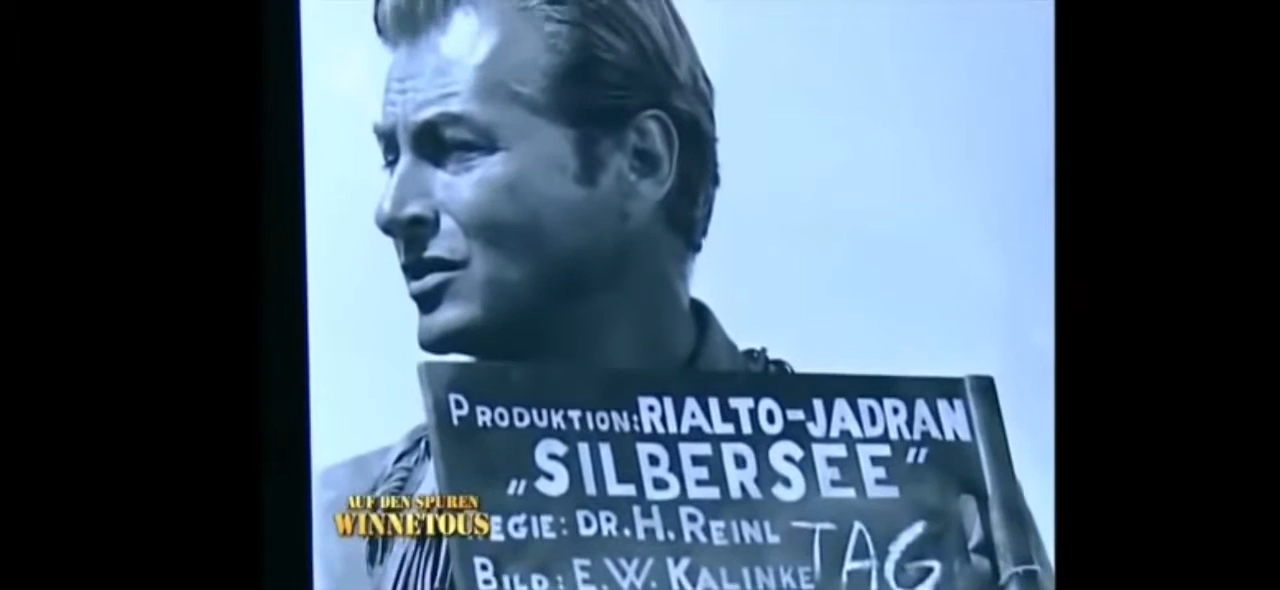 PRODUKTION: RIALTO-JADRAN
„SILBERSEE"
EGIE: DR. H. REINL
TAG
BILD: E.W. KALINKE
AUF DEN SPUREN
WINNETOUS